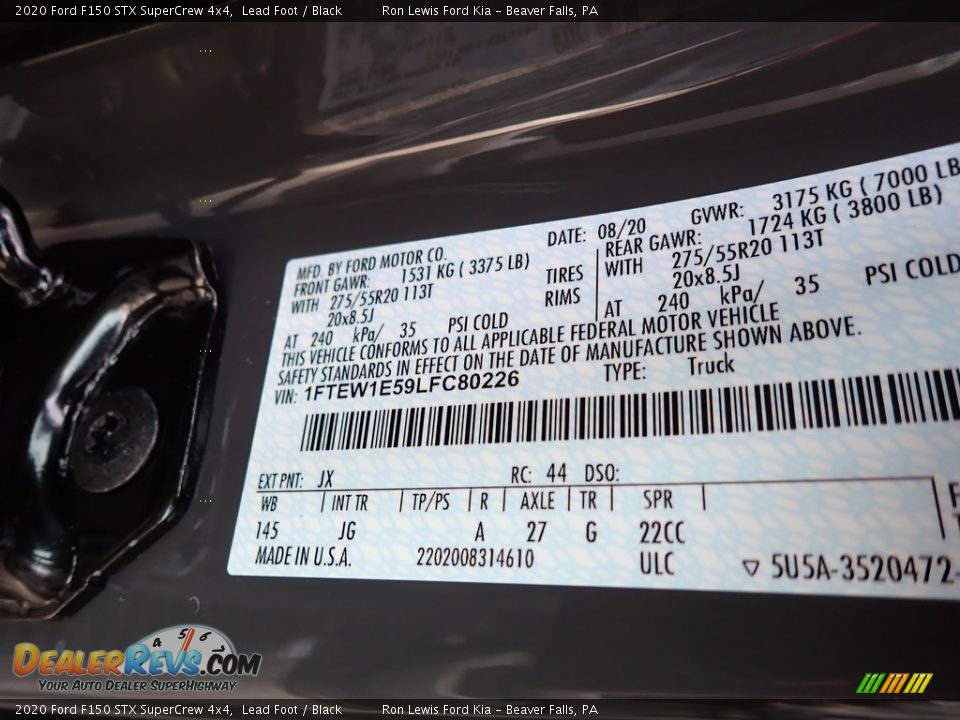 2020 Ford F150 STX SuperCrew 4x4, Lead Foot / Black Ron Lewis Ford Kia - Beaver Falls, PA
MFD. BY FORD MOTOR CO. DATE: 08/20 GVWR: 3175 KG ( 7000 LB
FRONT GAWR: 1531 KG ( 3375 LB) REAR GAWR: 1724 KG ( 3800 LB)
WITH 275/55R20 113T TIRES WITH 275/55R20 113T
20x8.5J RIMS 20x8.5J
AT 240 kPa/ 35 PSI COLD AT 240 kPa/ 35 PSI COLD
THIS VEHICLE CONFORMS TO ALL APPLICABLE FEDERAL MOTOR VEHICLE
SAFETY STANDARDS IN EFFECT ON THE DATE OF MANUFACTURE SHOWN ABOVE.
VIN: 1FTEW1E59LFC80226 TYPE: Truck
EXT PNT: JX RC: 44 DSO:
WB INT TR TP/PS R AXLE TR SPR
145 JG A 27 G 22CC
MADE IN U.S.A. 2202008314610 ULC 5U5A-3520472-
4 5 6
DEALERREVS.COM
YOUR AUTO DEALER SUPERHIGHWAY
2020 Ford F150 STX SuperCrew 4x4, Lead Foot / Black Ron Lewis Ford Kia - Beaver Falls, PA